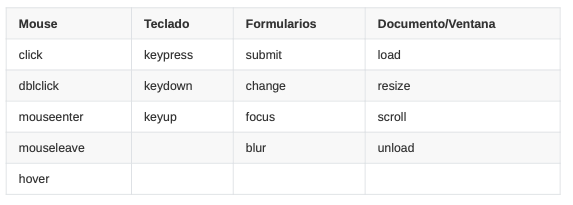 Mouse Teclado Formularios Documento/Ventana
click keypress submit load
dblclick keydown change resize
mouseenter keyup focus scroll
mouseleave blur unload
hover